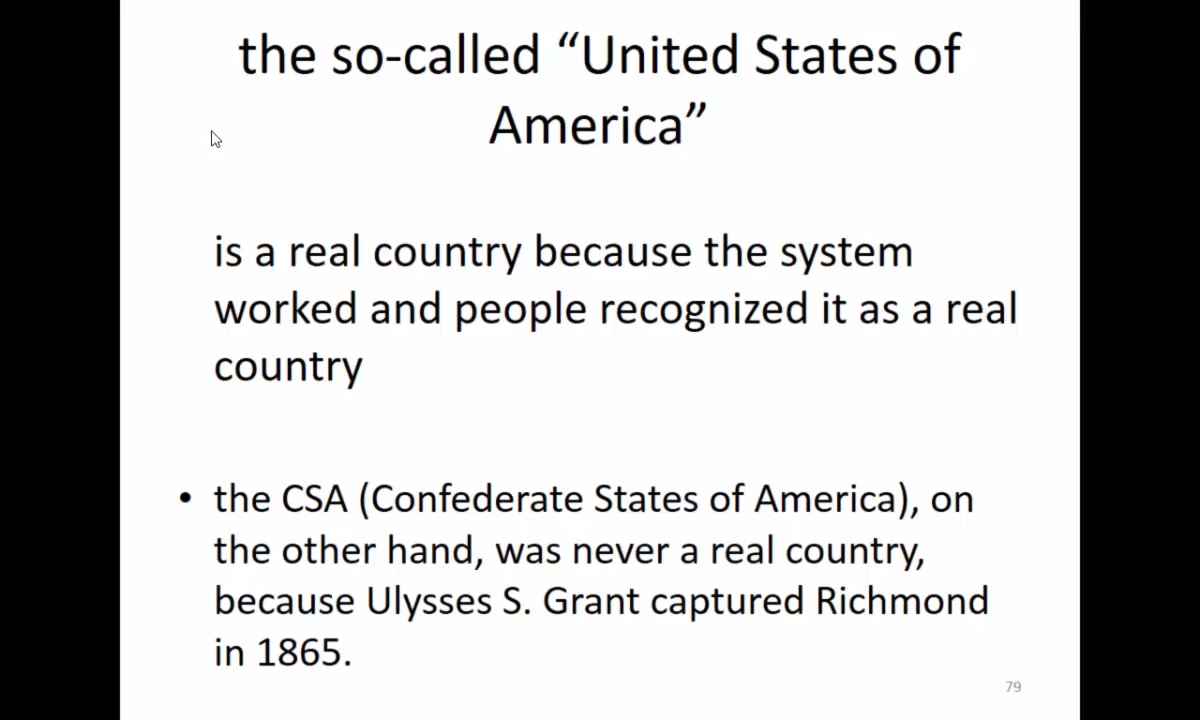 the so-called “United States of
America”
is a real country because the system
worked and people recognized it as a real
country
• the CSA (Confederate States of America), on
the other hand, was never a real country,
because Ulysses S. Grant captured Richmond
in 1865.
79